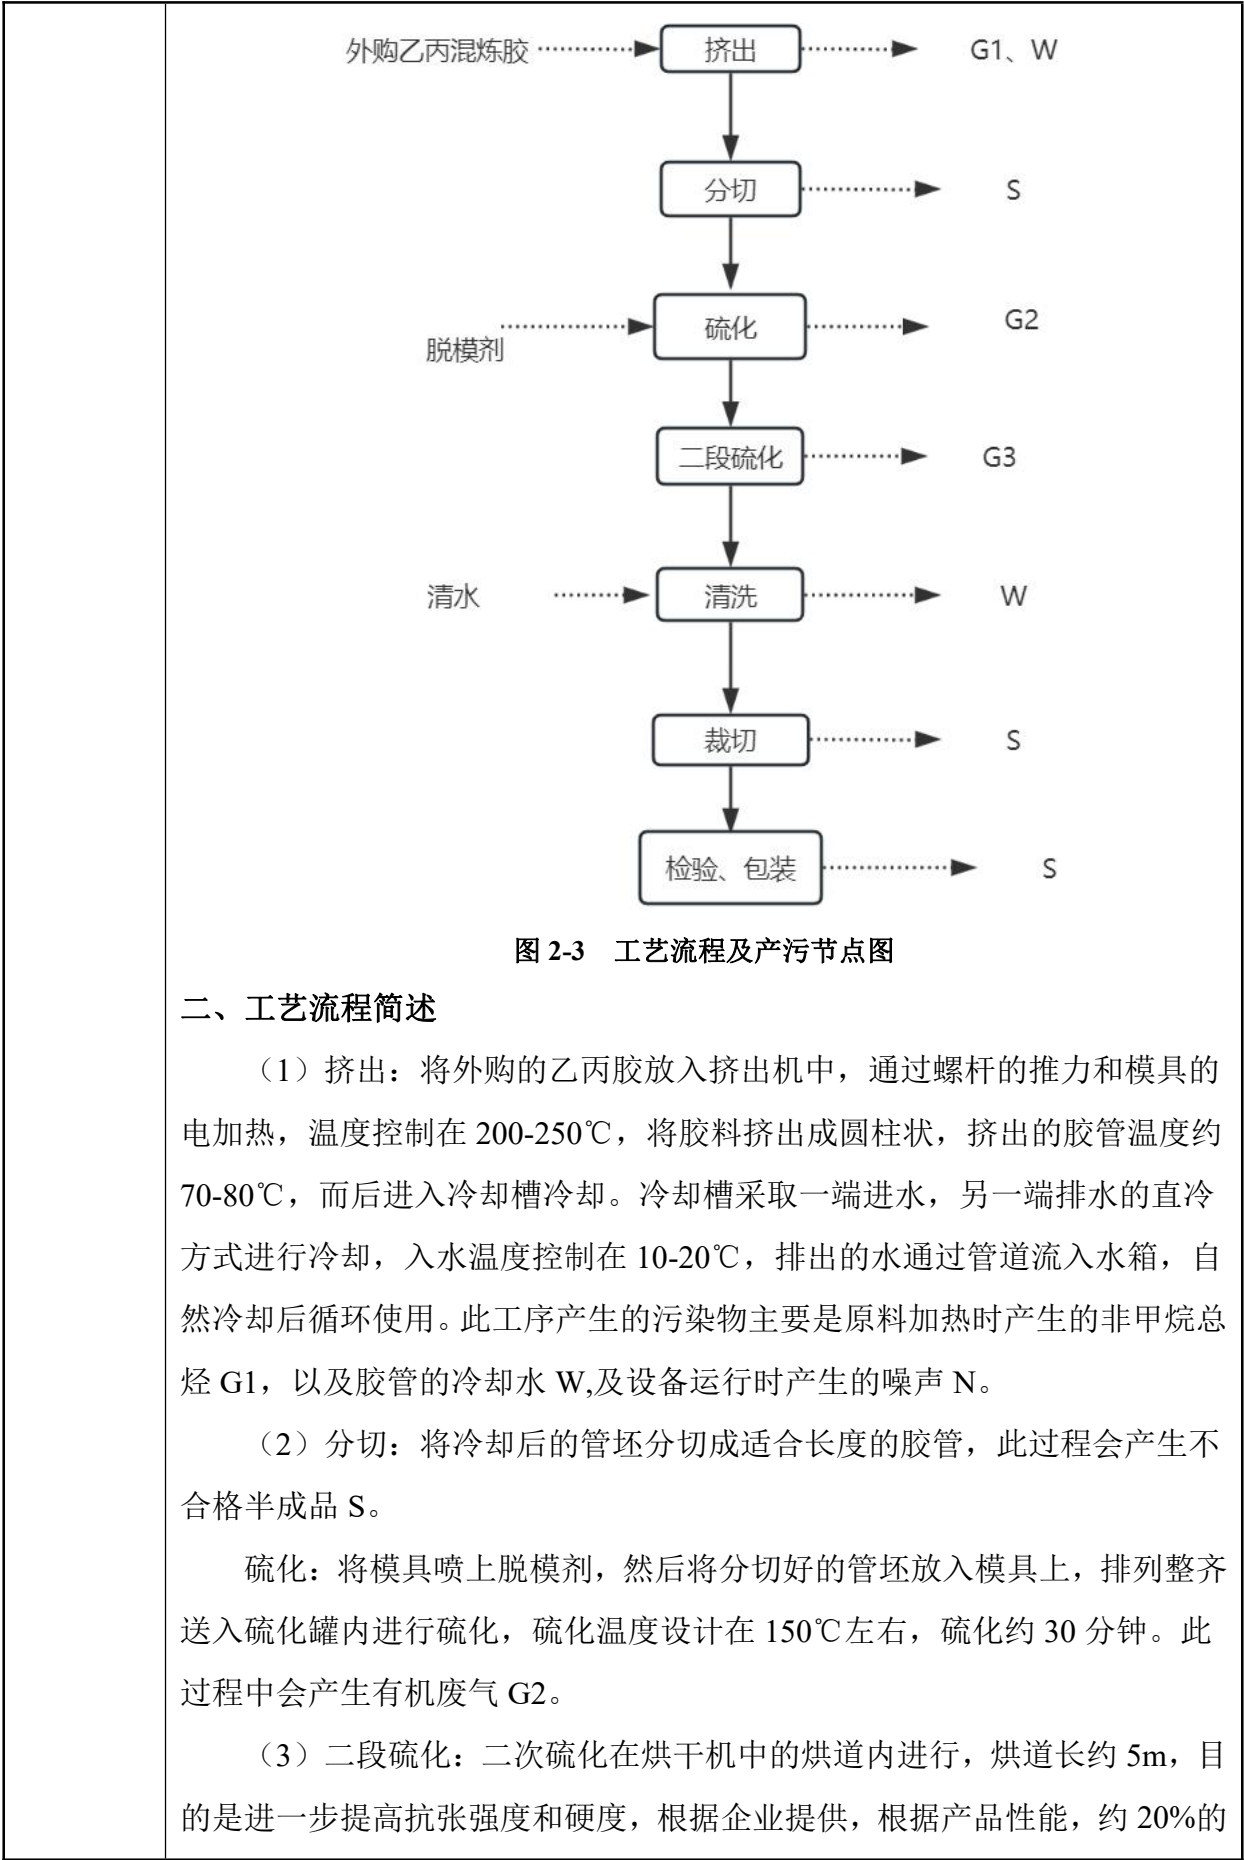 外购乙丙混炼胶 挤出 G1、W
分切 S
硫化 G2
脱模剂
二段硫化 G3
清水 清洗 W
裁切 S
检验、包装 S
图 2-3 工艺流程及产污节点图
二、工艺流程简述
（1）挤出：将外购的乙丙胶放入挤出机中，通过螺杆的推力和模具的
电加热，温度控制在 200-250℃，将胶料挤出成圆柱状，挤出的胶管温度约
70-80℃，而后进入冷却槽冷却。冷却槽采取一端进水，另一端排水的直冷
方式进行冷却，入水温度控制在 10-20℃，排出的水通过管道流入水箱，自
然冷却后循环使用。此工序产生的污染物主要是原料加热时产生的非甲烷总
烃 G1，以及胶管的冷却水 W,及设备运行时产生的噪声 N。
（2）分切：将冷却后的管坯分切成适合长度的胶管，此过程会产生不
合格半成品 S。
硫化：将模具喷上脱模剂，然后将分切好的管坯放入模具上，排列整齐
送入硫化罐内进行硫化，硫化温度设计在 150℃左右，硫化约 30 分钟。此
过程中会产生有机废气 G2。
（3）二段硫化：二次硫化在烘干机中的烘道内进行，烘道长约 5m，目
的是进一步提高抗张强度和硬度，根据企业提供，根据产品性能，约 20%的